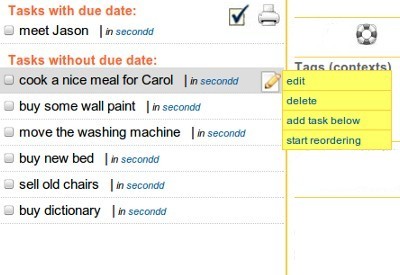 Tasks with due date:
meet Jason | in secondd
Tasks without due date:
Tags (contexts)
cook a nice meal for Carol | in secondd
edit
delete
add task below
start reordering
buy some wall paint | in secondd
move the washing machine | in secondd
buy new bed | in secondd
sell old chairs | in secondd
buy dictionary | in secondd